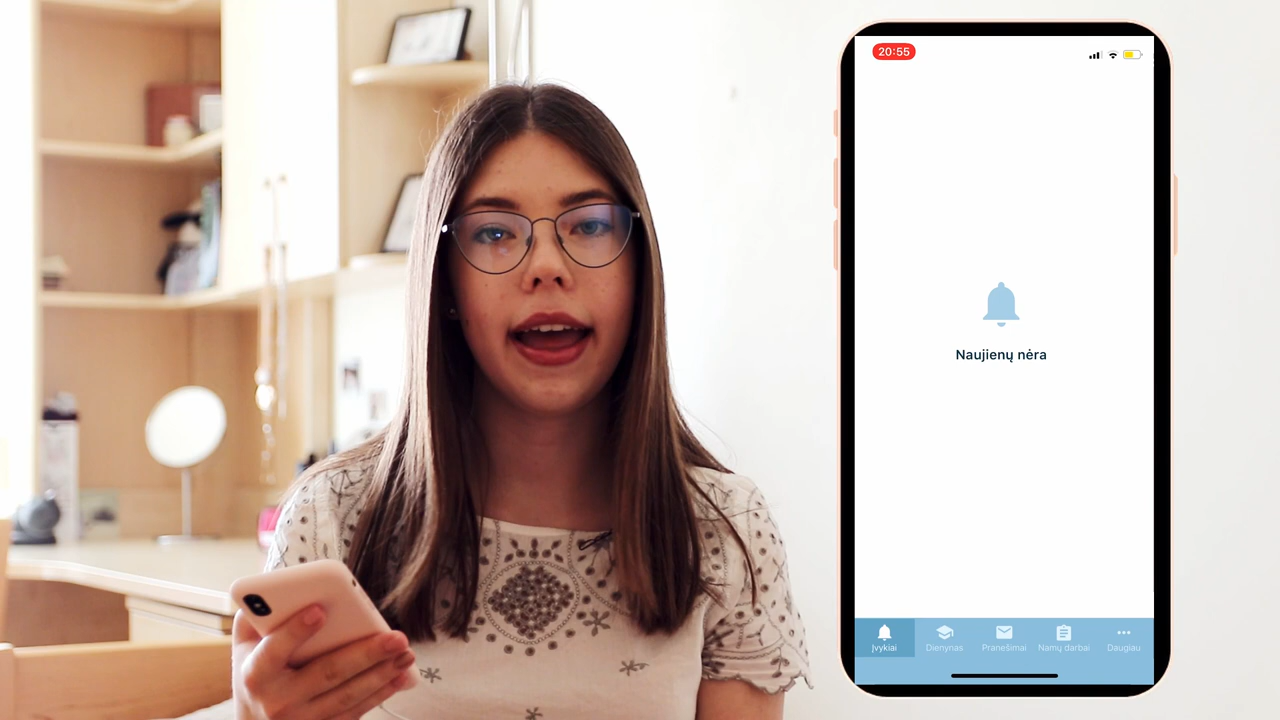 20:55
Naujienų nėra
Įvykiai
Dienynas
Pranešimai
Namų darbai
Daugiau